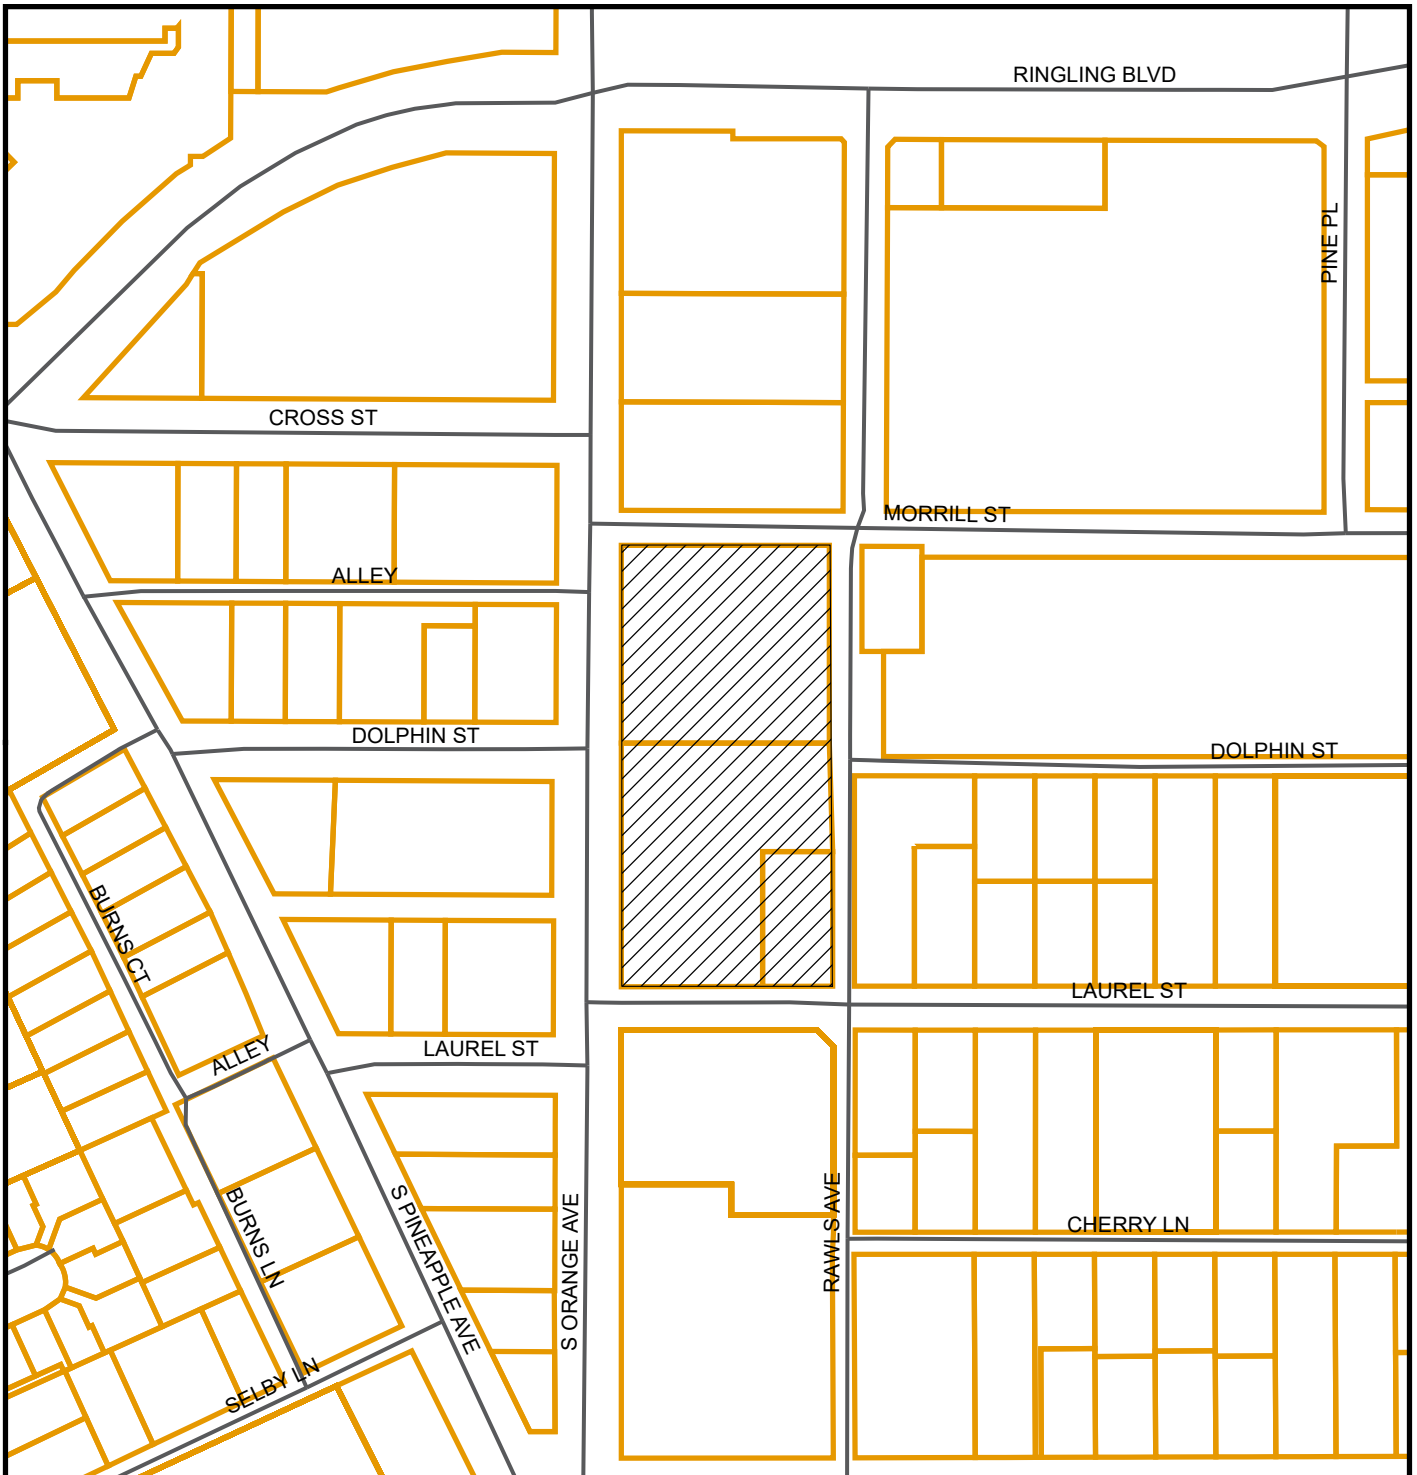 RINGLING BLVD
PINE PL
CROSS ST
MORRILL ST
ALLEY
DOLPHIN ST
DOLPHIN ST
BURNS CT
LAUREL ST
ALLEY
LAUREL ST
S PINEAPPLE AVE
S ORANGE AVE
RAWLS AVE
BURNS LN
CHERRY LN
SELBY LN